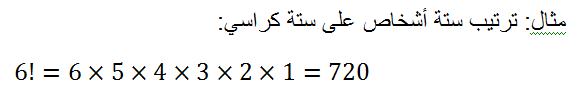 مثال: ترتيب ستة أشخاص على ستة كراسي:
6! = 6 × 5 × 4 × 3 × 2 × 1 = 720